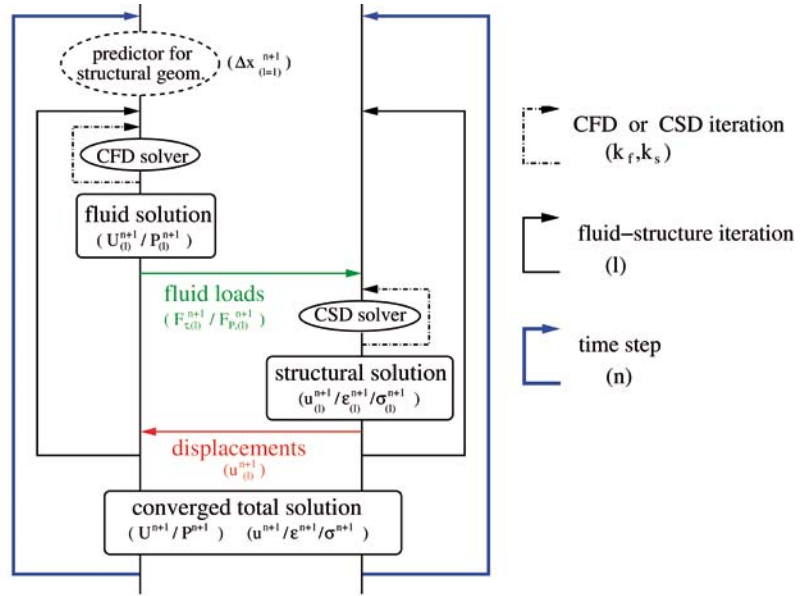 predictor for
structural geom.
(Δx n+1 (l=1))
CFD solver
fluid solution
( U n+1 (l) / P n+1 (l) )
fluid loads
( F n+1 τ,(l) / F n+1 P,(l) )
CSD solver
structural solution
(u n+1 (l) / ε n+1 (l) / σ n+1 (l) )
displacements
(u n+1 (l) )
converged total solution
( U n+1 / P n+1 ) (u n+1 / ε n+1 / σ n+1 )
CFD or CSD iteration
(k f , k s )
fluid−structure iteration
(l)
time step
(n)